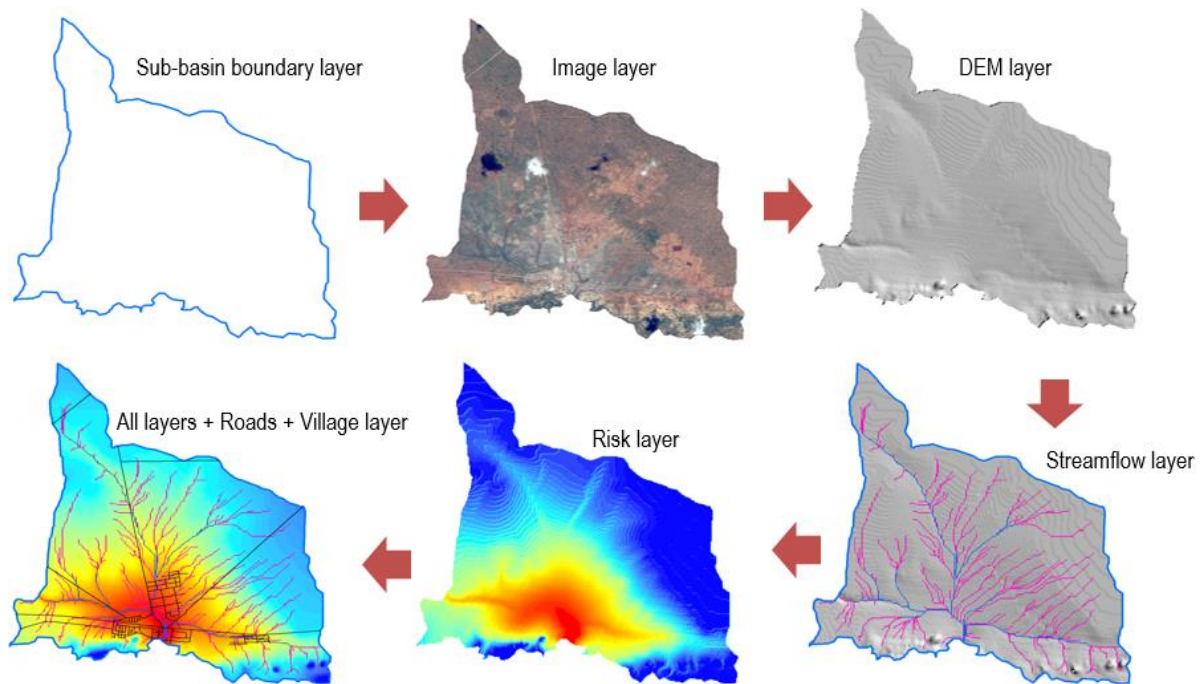 Sub-basin boundary layer
Image layer
DEM layer
All layers + Roads + Village layer
Risk layer
Streamflow layer